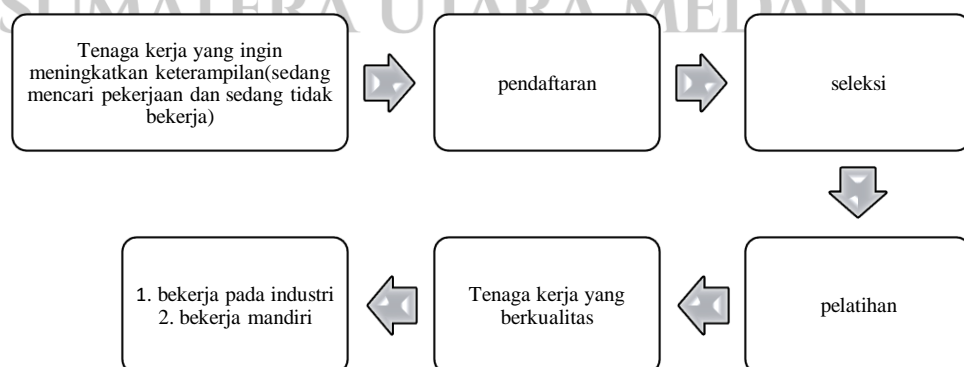 SUMATERA UTARA MEDAN
Tenaga kerja yang ingin
meningkatkan keterampilan(sedang
mencari pekerjaan dan sedang tidak
bekerja)
pendaftaran
seleksi
pelatihan
Tenaga kerja yang
berkualitas
1. bekerja pada industri
2. bekerja mandiri